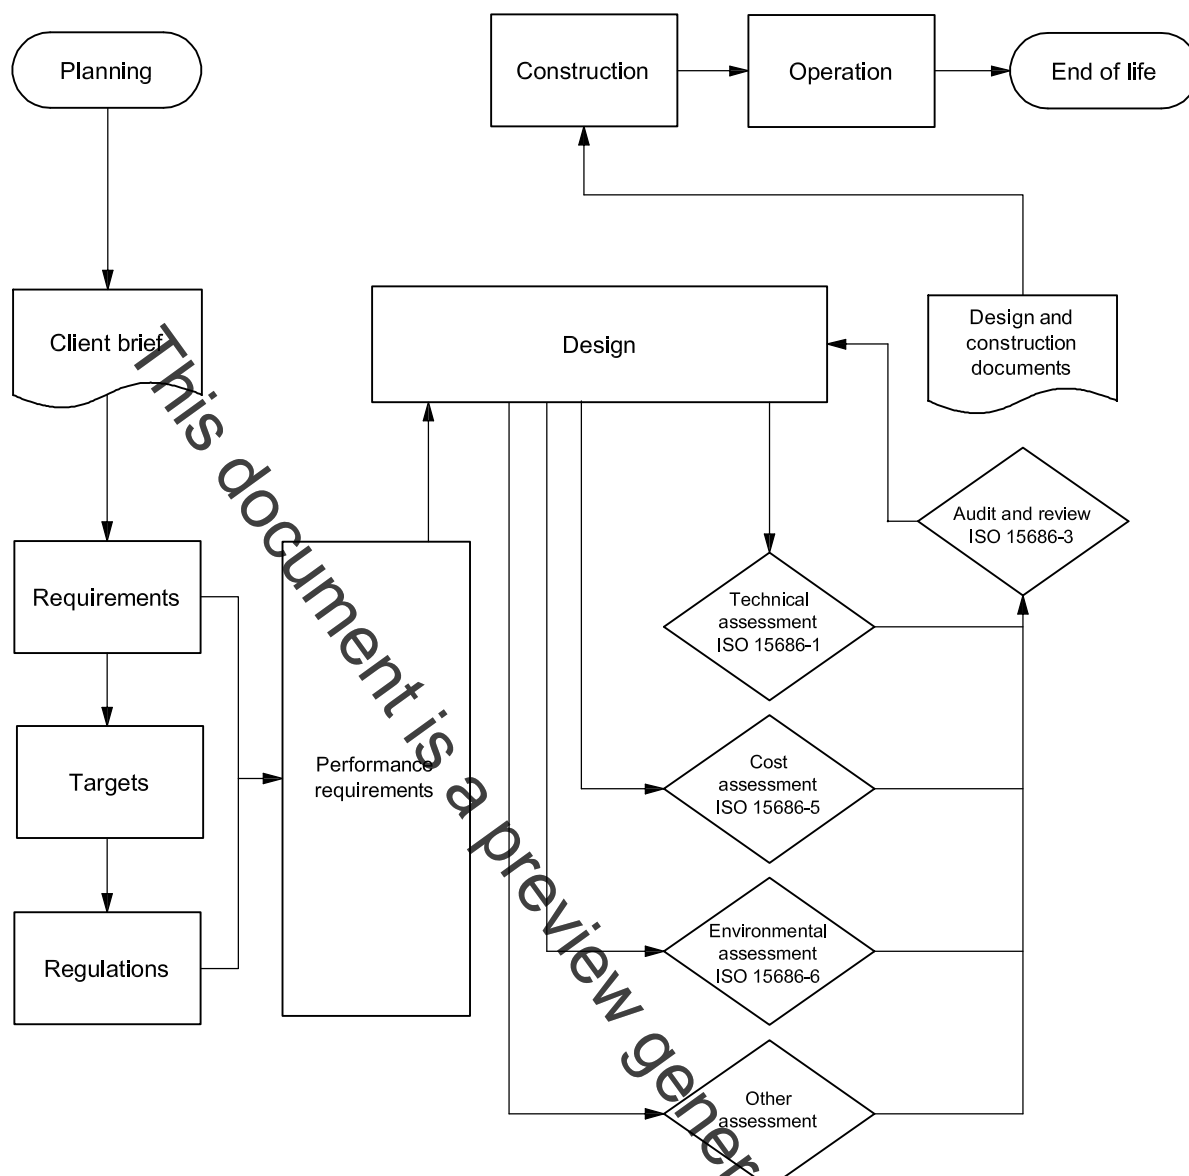 Planning
Construction
Operation
End of life
Client brief
Design
Design and
construction
documents
Audit and review
ISO 15686-3
Requirements
Technical
assessment
ISO 15686-1
Targets
Performance
requirements
Cost
assessment
ISO 15686-5
Regulations
Environmental
assessment
ISO 15686-6
Other
assessment
This document is a preview gener